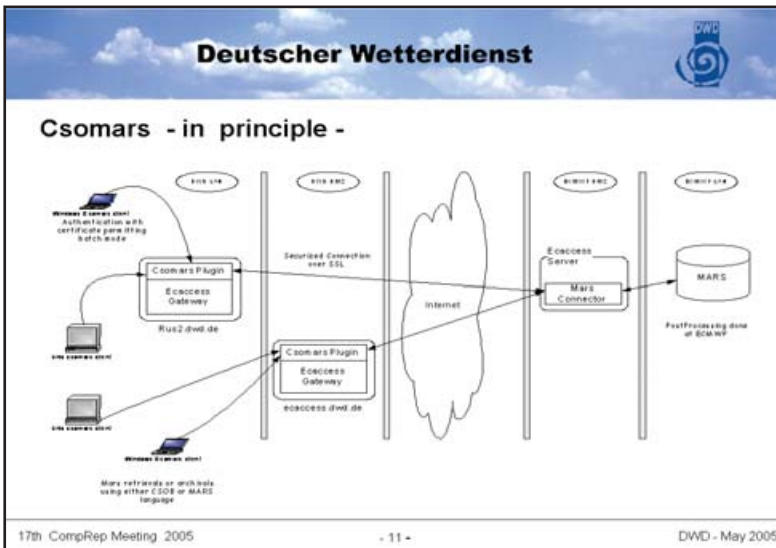 Deutscher Wetterdienst
DWD
Csomars - in principle -
Authentication with
certificate permitting
batch mode
Securized Connection
over SSL
Ecaccess
Server
Csomars Plugin
Ecaccess
Gateway
Rus2.dwd.de
Mars
Connector
MARS
Internet
PostProcessing done
at ECMWF
Csomars Plugin
Ecaccess
Gateway
ecaccess.dwd.de
Mars retrievals or archivals
using either CSOB or MARS
language
17th CompRep Meeting 2005
- 11 -
DWD - May 2005